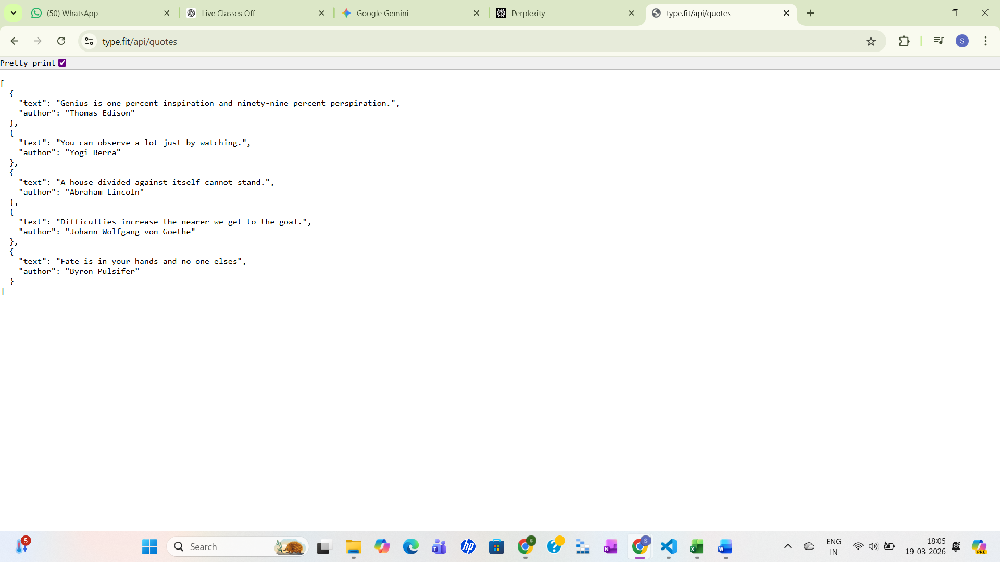 (50) WhatsApp
Live Classes Off
Google Gemini
Perplexity
type.fit/api/quotes
type.fit/api/quotes
S
Pretty-print
[
  {
    "text": "Genius is one percent inspiration and ninety-nine percent perspiration.",
    "author": "Thomas Edison"
  },
  {
    "text": "You can observe a lot just by watching.",
    "author": "Yogi Berra"
  },
  {
    "text": "A house divided against itself cannot stand.",
    "author": "Abraham Lincoln"
  },
  {
    "text": "Difficulties increase the nearer we get to the goal.",
    "author": "Johann Wolfgang von Goethe"
  },
  {
    "text": "Fate is in your hands and no one elses",
    "author": "Byron Pulsifer"
  }
]
5
Search
T
hp
S
?
N
S
X
W
ENG
IN
18:05
19-03-2026
PRE